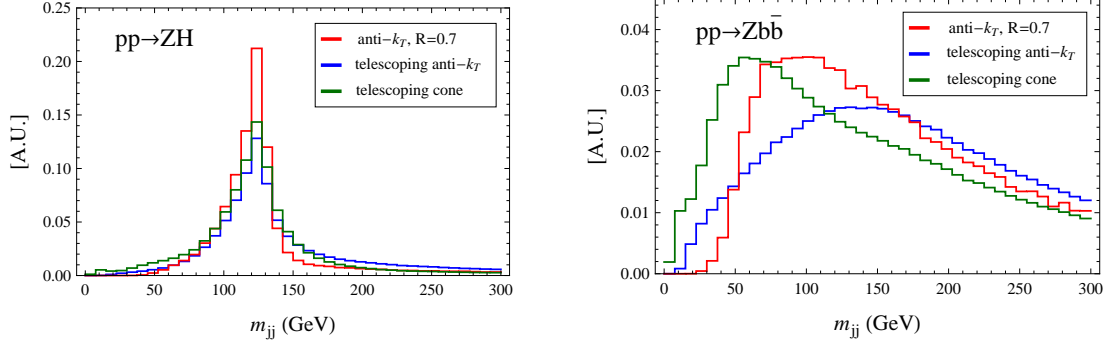 pp→ZH
anti−k_T, R=0.7
telescoping anti−k_T
telescoping cone
[A.U.]
0.25
0.20
0.15
0.10
0.05
0.00
0 50 100 150 200 250 300
m_jj (GeV)
pp→Zbb̄
anti−k_T, R=0.7
telescoping anti−k_T
telescoping cone
[A.U.]
0.04
0.03
0.02
0.01
0.00
0 50 100 150 200 250 300
m_jj (GeV)